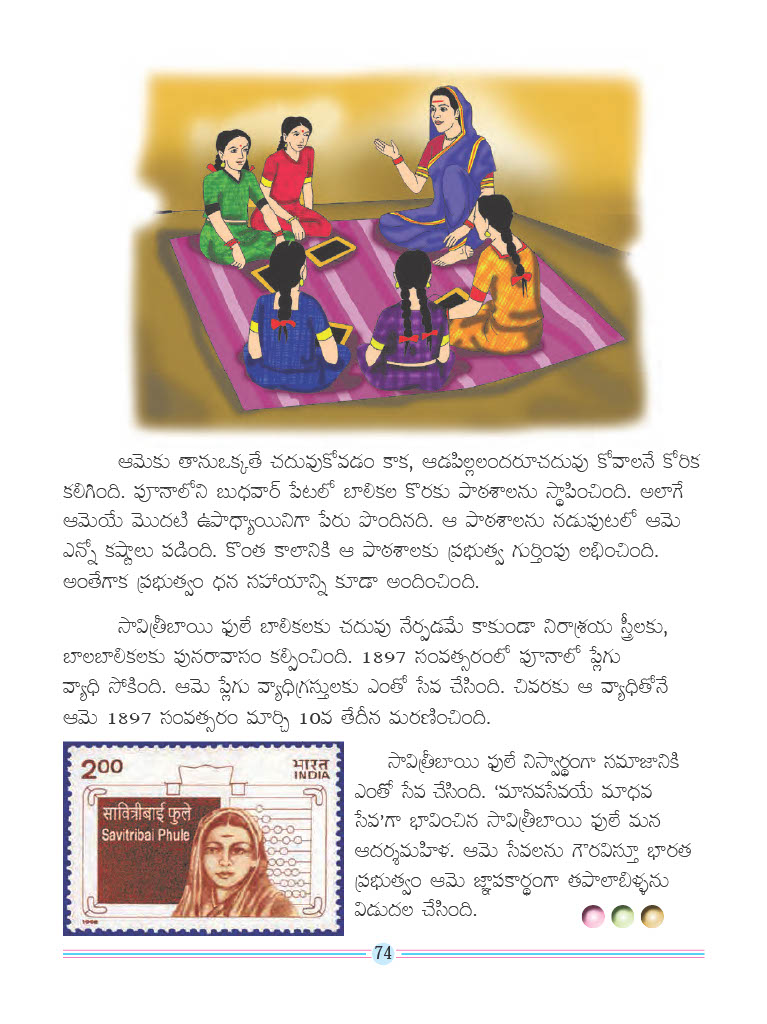 ఆమెకు తానుఒక్కతే చదువుకోవడం కాక, ఆడపిల్లలందరూచదువు కోవాలనే కోరిక
కలిగింది. పూనాలోని బుధవార్ పేటలో బాలికల కొరకు పాఠశాలను స్థాపించింది. అలాగే
ఆమెయే మొదటి ఉపాధ్యాయినిగా పేరు పొందినది. ఆ పాఠశాలను నడుపుటలో ఆమె
ఎన్నో కష్టాలు పడింది. కొంత కాలానికి ఆ పాఠశాలకు ప్రభుత్వ గుర్తింపు లభించింది.
అంతేగాక ప్రభుత్వం ధన సహాయాన్ని కూడా అందించింది.
సావిత్రీబాయి ఫులే బాలికలకు చదువు నేర్పడమే కాకుండా నిరాశ్రయ స్త్రీలకు,
బాలబాలికలకు పునరావాసం కల్పించింది. 1897 సంవత్సరంలో పూనాలో ప్లేగు
వ్యాధి సోకింది. ఆమె ప్లేగు వ్యాధిగ్రస్తులకు ఎంతో సేవ చేసింది. చివరకు ఆ వ్యాధితోనే
ఆమె 1897 సంవత్సరం మార్చి 10వ తేదీన మరణించింది.
200 भारत
INDIA
सावित्रीबाई फुले
Savitribai Phule
1998
సావిత్రీబాయి ఫులే నిస్వార్థంగా సమాజానికి
ఎంతో సేవ చేసింది. ‘మానవసేవయే మాధవ
సేవ’గా భావించిన సావిత్రీబాయి ఫులే మన
ఆదర్శమహిళ. ఆమె సేవలను గౌరవిస్తూ భారత
ప్రభుత్వం ఆమె జ్ఞాపకార్థంగా తపాలాబిళ్ళను
విడుదల చేసింది.
74